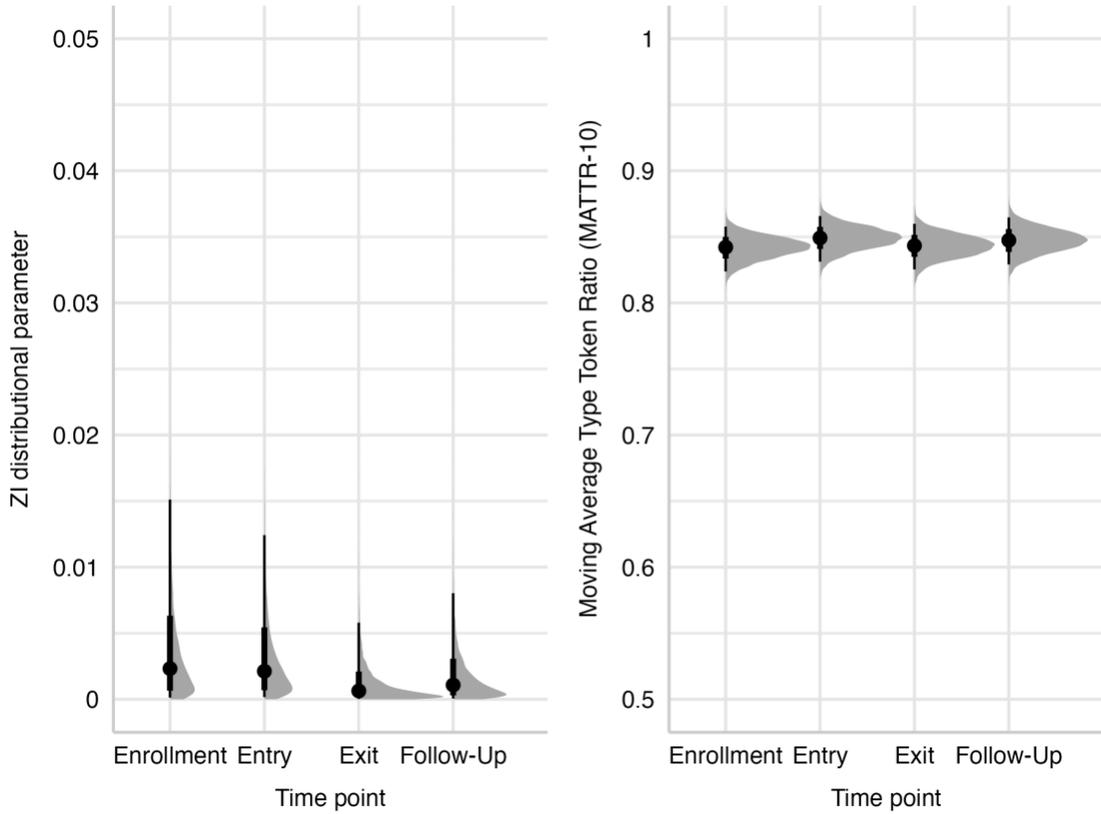 ZI distributional parameter
0.05
0.04
0.03
0.02
0.01
0
Enrollment Entry Exit Follow-Up
Time point
Moving Average Type Token Ratio (MATTR-10)
1
0.9
0.8
0.7
0.6
0.5
Enrollment Entry Exit Follow-Up
Time point